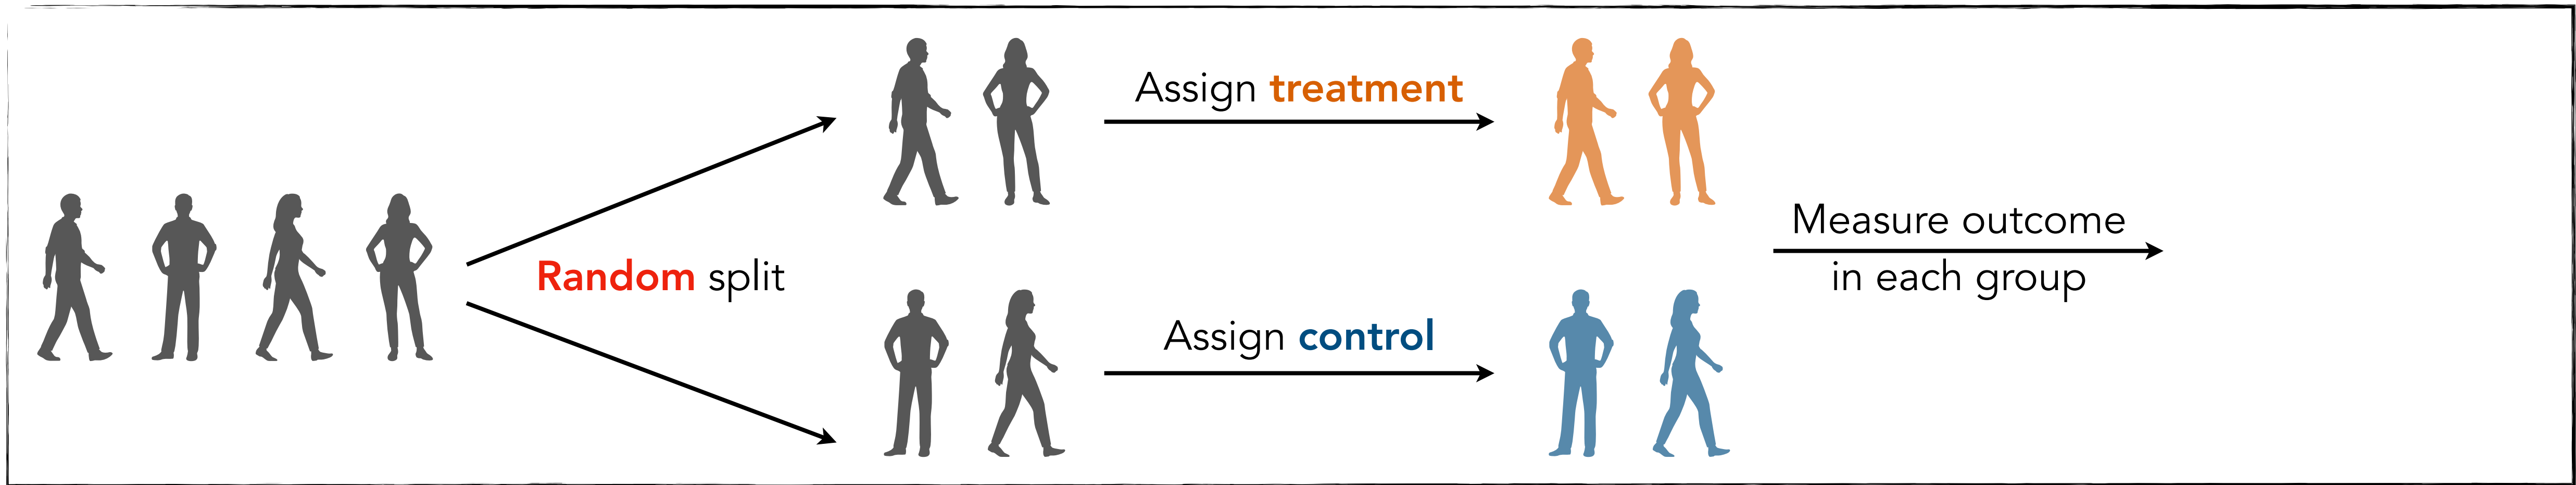 Random split
Assign treatment
Assign control
Measure outcome
in each group